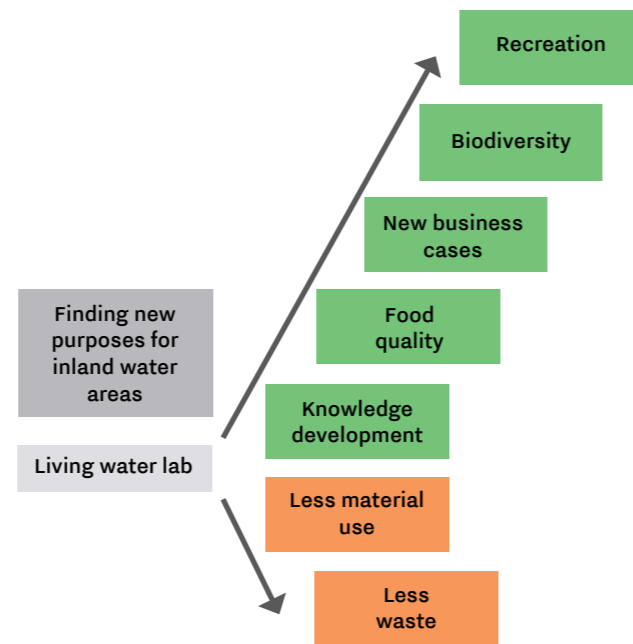 Recreation
Biodiversity
New business
cases
Food
quality
Finding new
purposes for
inland water
areas
Knowledge
development
Living water lab
Less material
use
Less
waste